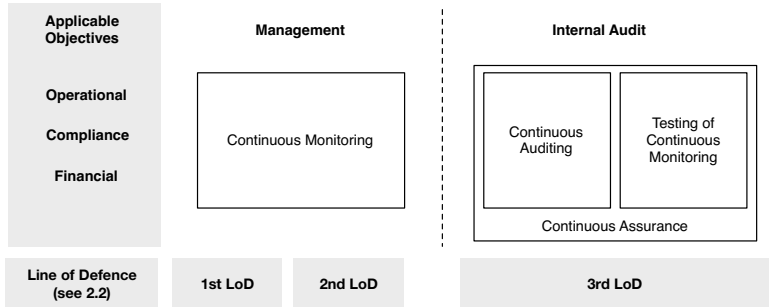 Applicable
Objectives
Management
Internal Audit
Operational
Compliance
Financial
Continuous Monitoring
Continuous
Auditing
Testing of
Continuous
Monitoring
Continuous Assurance
Line of Defence
(see 2.2)
1st LoD
2nd LoD
3rd LoD